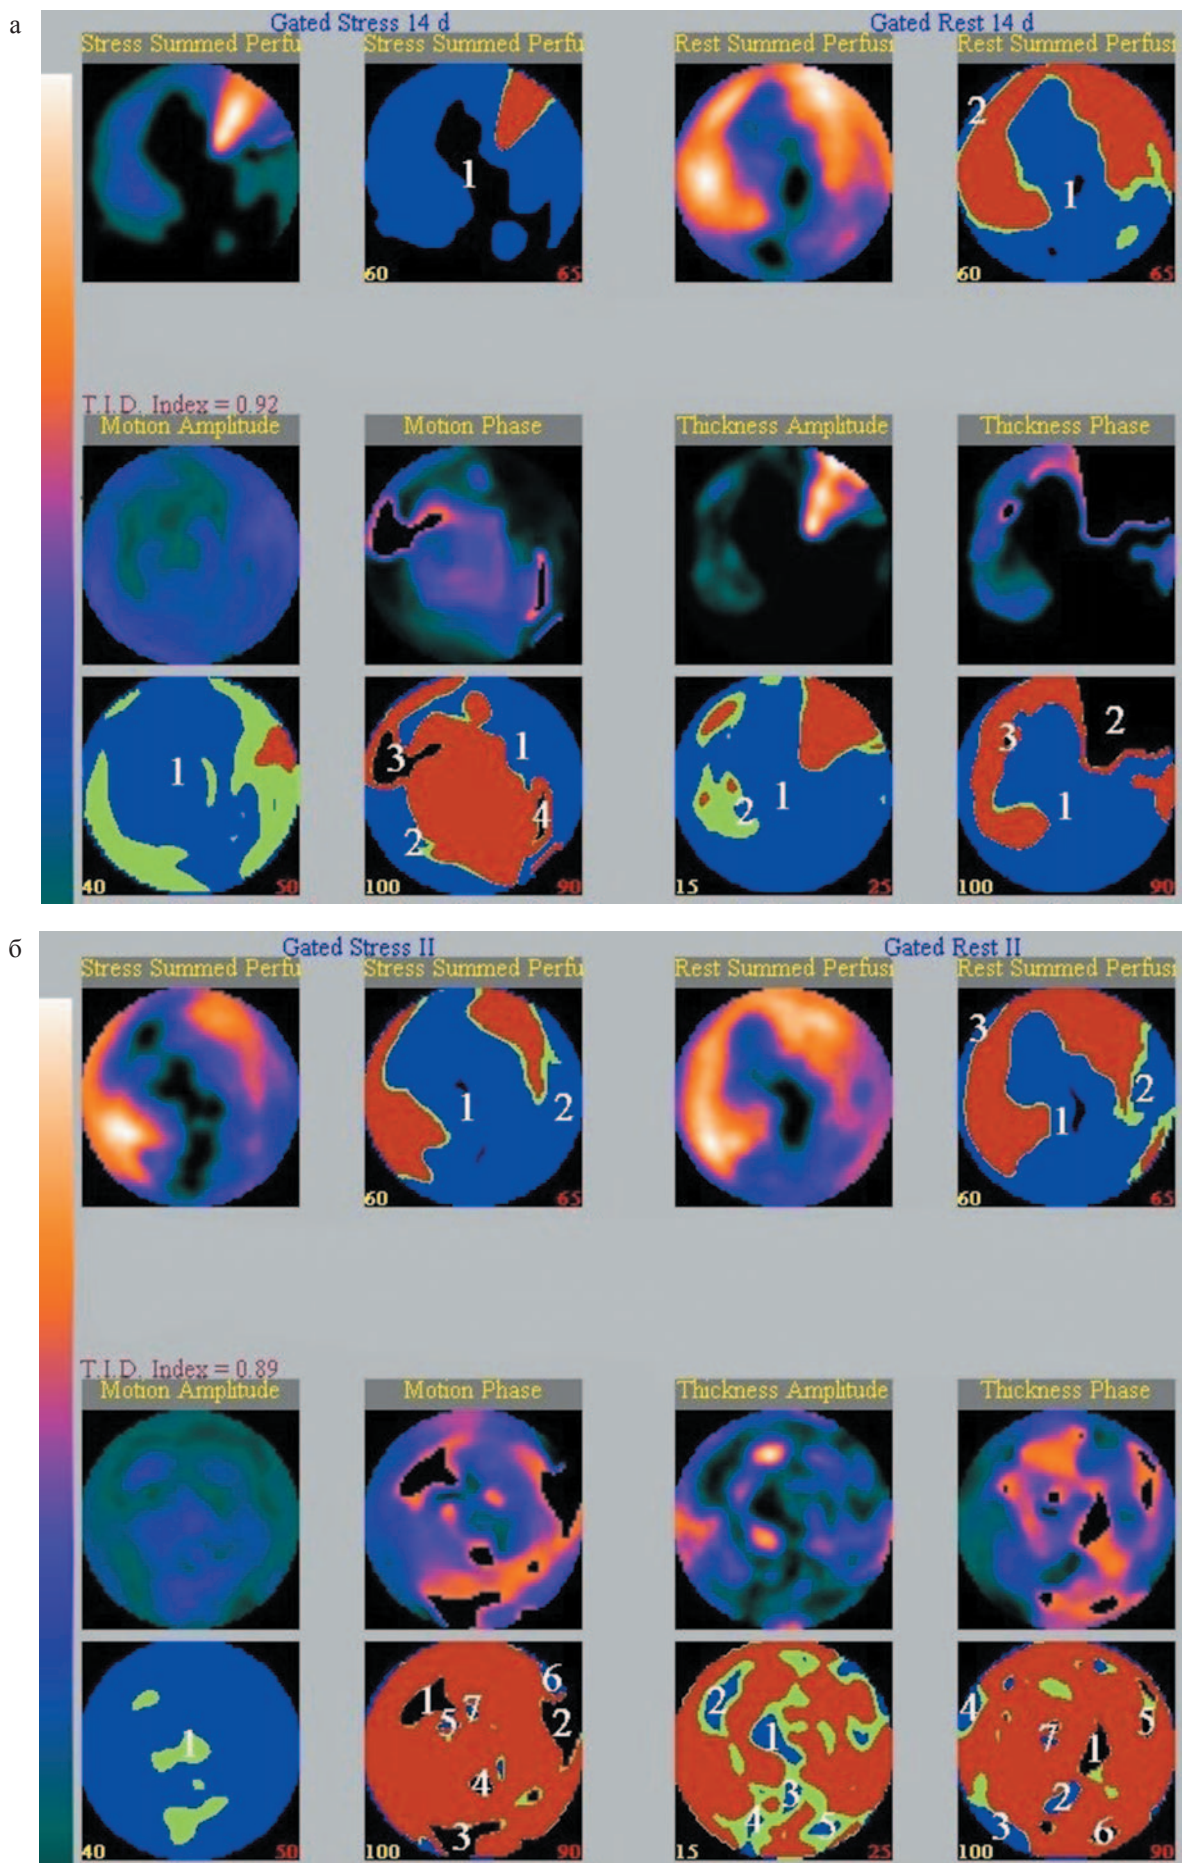 а
Gated Stress 14 d Gated Rest 14 d
Stress Summed Perfu Stress Summed Perfu Rest Summed Perfusi Rest Summed Perfusi
1 2 1
60 65 60 65
T.I.D. Index = 0.92
Motion Amplitude Motion Phase Thickness Amplitude Thickness Phase
1 3 1 2 4 1 2 3 2 1
40 50 100 90 15 25 100 90
б
Gated Stress II Gated Rest II
Stress Summed Perfu Stress Summed Perfu Rest Summed Perfusi Rest Summed Perfusi
1 2 3 2 1
60 65 60 65
T.I.D. Index = 0.89
Motion Amplitude Motion Phase Thickness Amplitude Thickness Phase
1 1 5 7 6 2 4 3 2 1 3 4 5 4 7 1 5 2 3 6
40 50 100 90 15 25 100 90